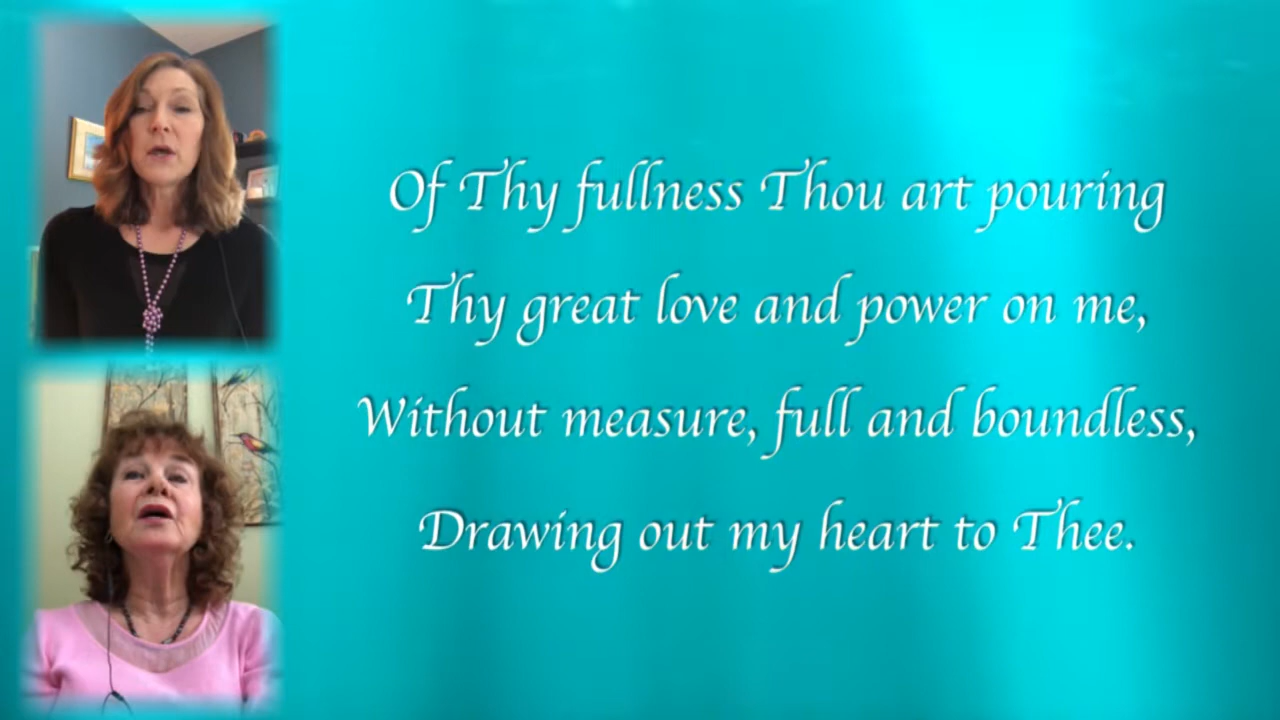 Of Thy fullness Thou art pouring
Thy great love and power on me,
Without measure, full and boundless,
Drawing out my heart to Thee.